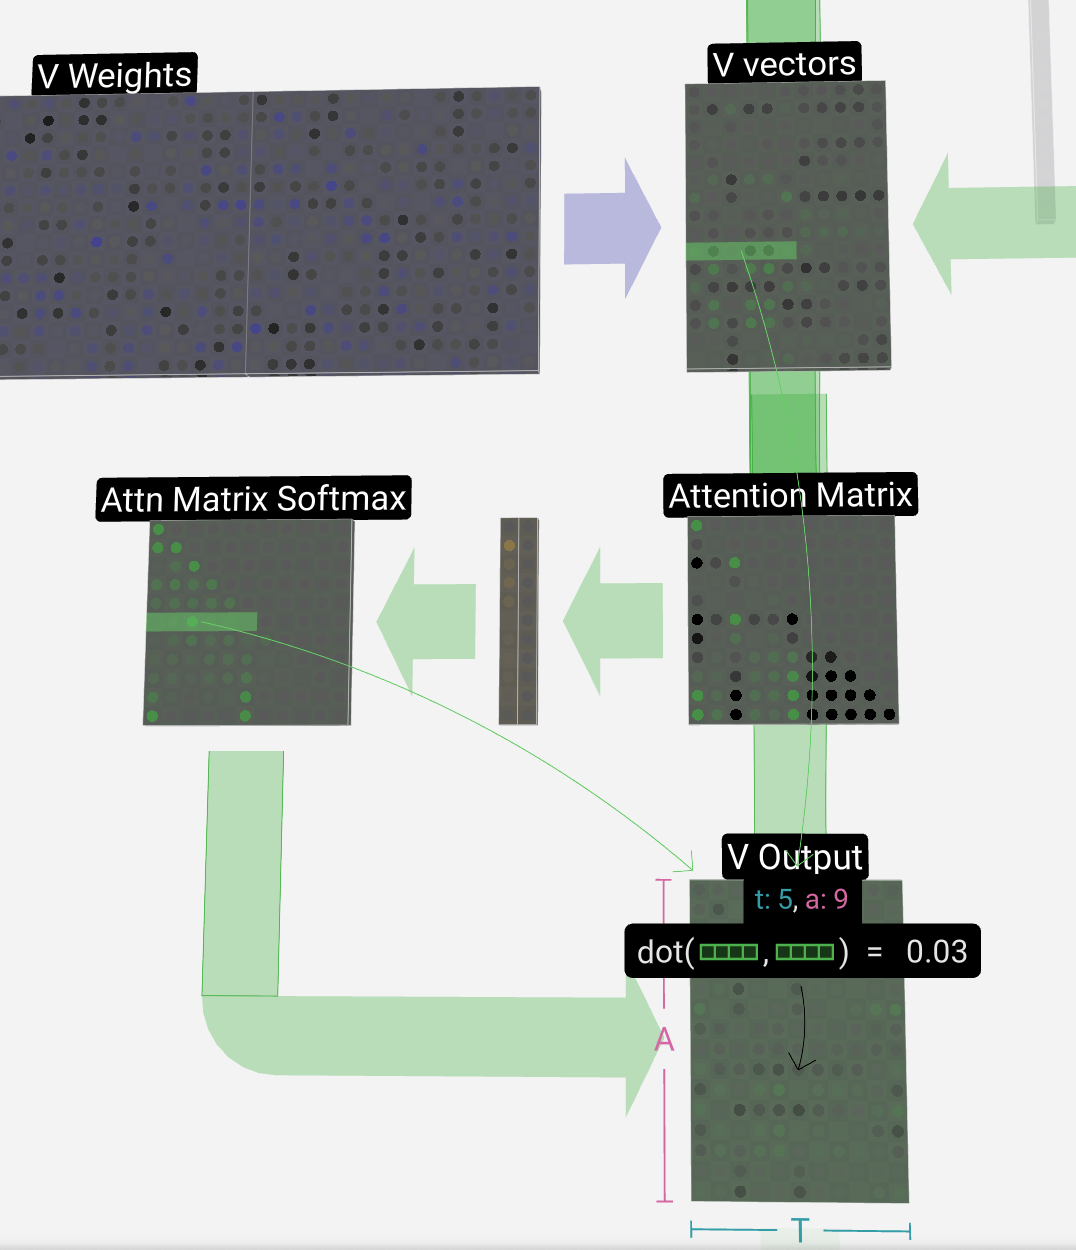 V Weights
V vectors
Attn Matrix Softmax
Attention Matrix
V Output
t: 5, a: 9
dot( , ) = 0.03
A
T